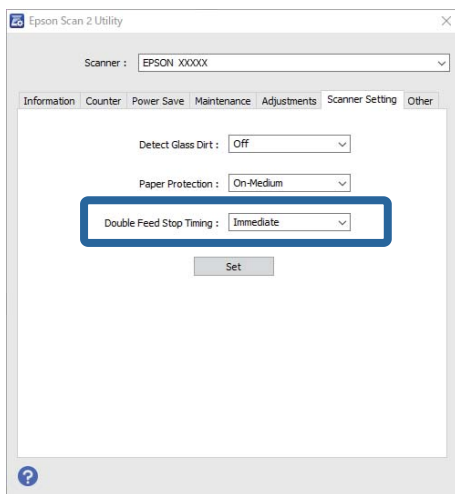 Epson Scan 2 Utility
Scanner : EPSON XXXXX
Information Counter Power Save Maintenance Adjustments Scanner Setting Other
Detect Glass Dirt : Off
Paper Protection : On-Medium
Double Feed Stop Timing : Immediate
Set
?